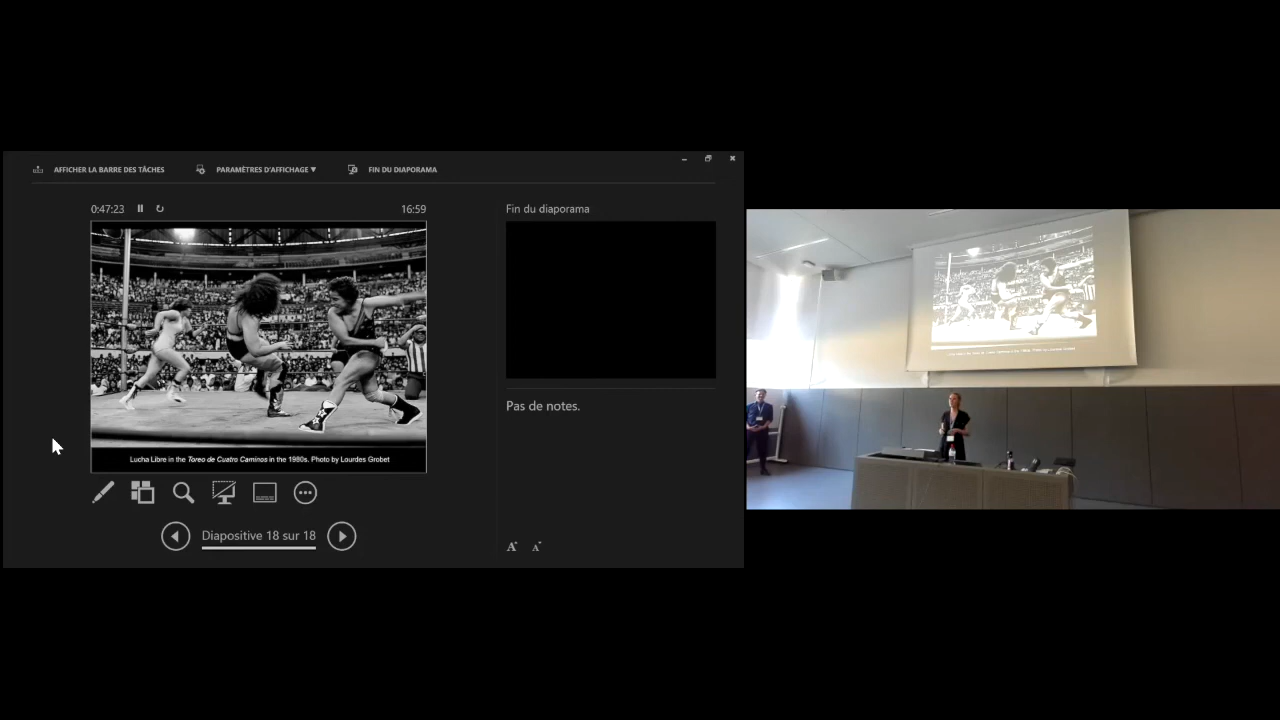 AFFICHER LA BARRE DES TÂCHES
PARAMÈTRES D'AFFICHAGE ▼
FIN DU DIAPORAMA
0:47:23
16:59
Fin du diaporama
Lucha Libre in the Toreo de Cuatro Caminos in the 1980s. Photo by Lourdes Grobet
Pas de notes.
Diapositive 18 sur 18
A
A